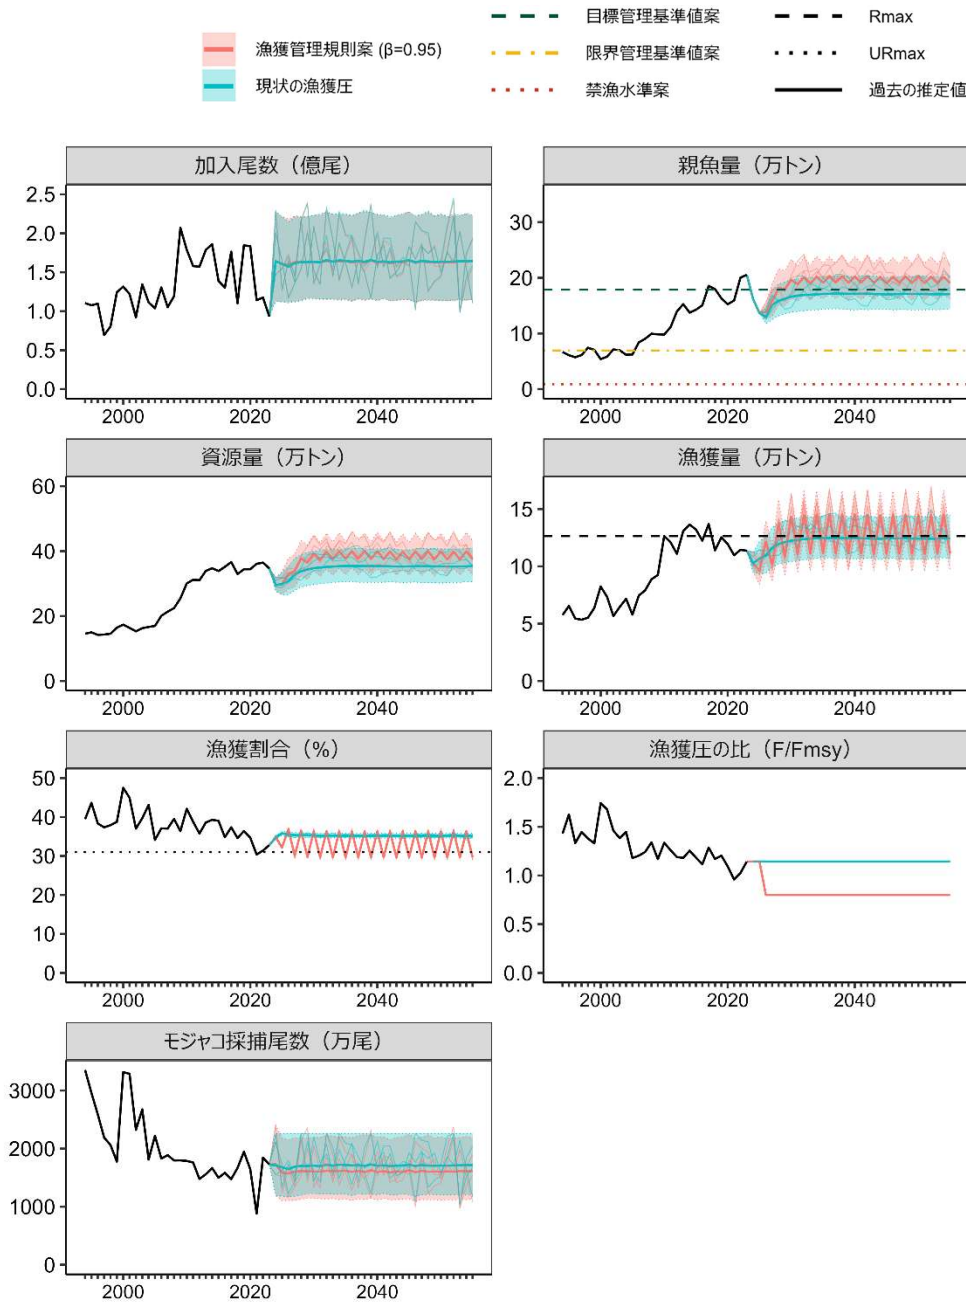 漁獲管理規則案 (β=0.95)
現状の漁獲圧
目標管理基準値案
限界管理基準値案
禁漁水準案
Rmax
URmax
過去の推定値
加入尾数（億尾）
2.5
2.0
1.5
1.0
0.5
0.0
2000 2020 2040
親魚量（万トン）
30
20
10
0
2000 2020 2040
資源量（万トン）
60
40
20
0
2000 2020 2040
漁獲量（万トン）
15
10
5
0
2000 2020 2040
漁獲割合（%）
50
40
30
20
10
0
2000 2020 2040
漁獲圧の比（F/Fmsy）
2.0
1.5
1.0
0.5
0.0
2000 2020 2040
モジャコ採捕尾数（万尾）
3000
2000
1000
0
2000 2020 2040